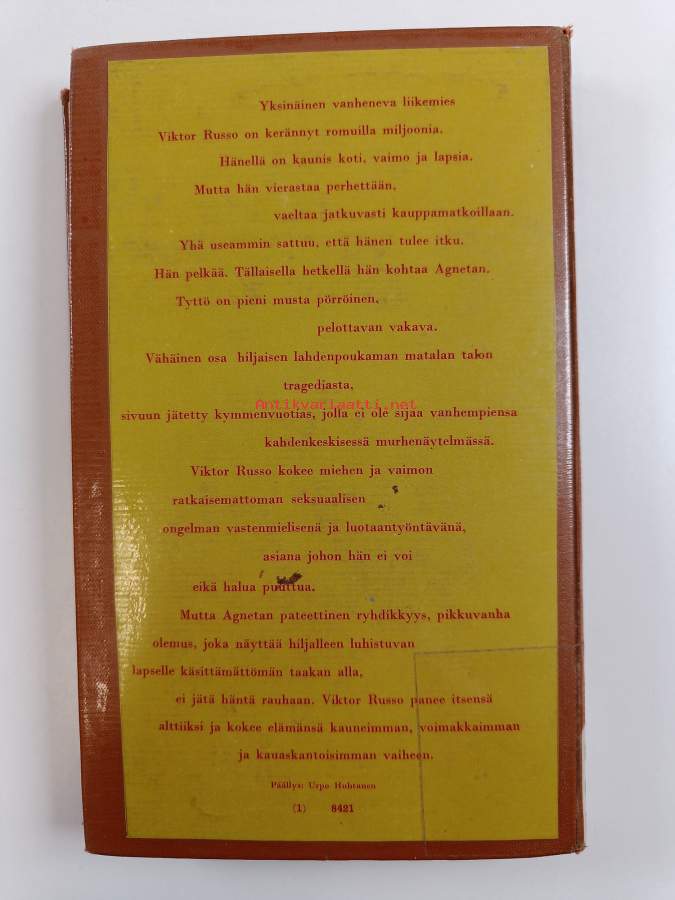 Yksinäinen vanheneva liikemies
Viktor Russo on kerännyt romuilla miljoonia.
Hänellä on kaunis koti, vaimo ja lapsia.
Mutta hän vierastaa perhettään,
vaeltaa jatkuvasti kauppamatkoillaan.
Yhä useammin sattuu, että hänen tulee itku.
Hän pelkää. Tällaisella hetkellä hän kohtaa Agnetan.
Tyttö on pieni musta pörröinen,
pelottavan vakava.
Vähäinen osa hiljaisen lahdenpoukaman matalan talon
tragediasta,
Antikvariaatti.net
sivuun jätetty kymmenvuotias, jolla ei ole sijaa vanhempiensa
kahdenkeskisessä murhenäytelmässä.
Viktor Russo kokee miehen ja vaimon
ratkaisemattoman seksuaalisen
ongelman vastenmielisenä ja luotaantyöntävänä,
asiana johon hän ei voi
eikä halua puuttua.
Mutta Agnetan pateettinen ryhdikkyys, pikkuvanha
olemus, joka näyttää hiljalleen luhistuvan
lapselle käsittämättömän taakan alla,
ei jätä häntä rauhaan. Viktor Russo panee itsensä
alttiiksi ja kokee elämänsä kauneimman, voimakkaimman
ja kauaskantoisimman vaiheen.
Päällys: Urpo Huhtanen
(1) 8421